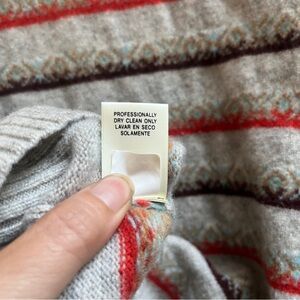 PROFESSIONALLY
DRY CLEAN ONLY
LAVAR EN SECO
SOLAMENTE